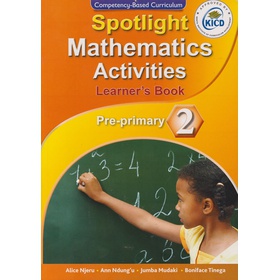 Competency-Based Curriculum
Spotlight
Mathematics
Activities
Learner's Book
Pre-primary 2
KICD
Alice Njeru - Ann Ndung'u - Jumba Mudaki - Boniface Tinega